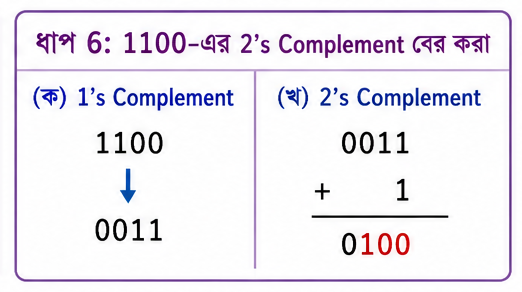 ধাপ 6: 1100-এর 2’s Complement বের করা
(ক) 1’s Complement
1100
0011
(খ) 2’s Complement
0011
+ 1
0100